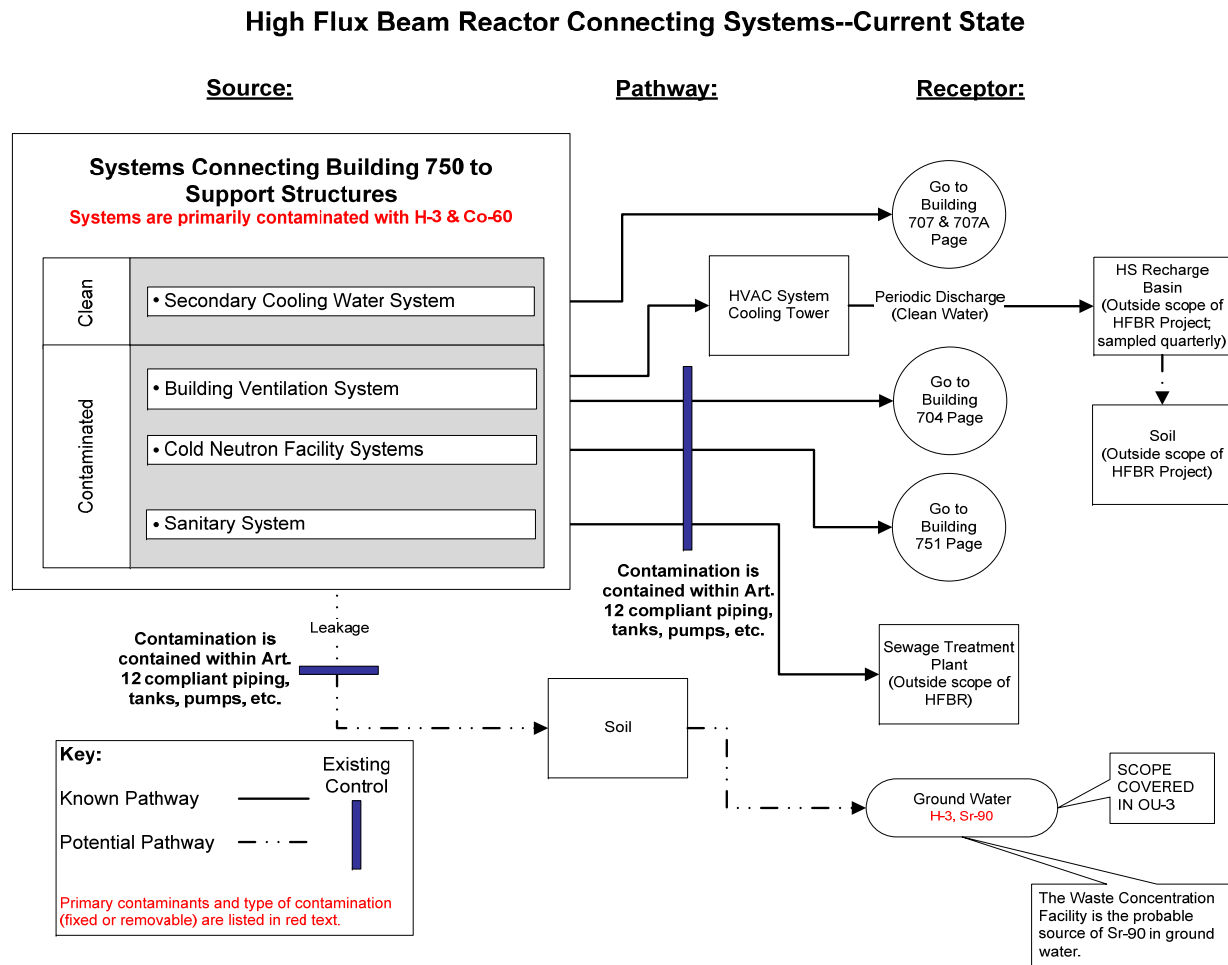 High Flux Beam Reactor Connecting Systems--Current State
Source:
Pathway:
Receptor:
Systems Connecting Building 750 to
Support Structures
Systems are primarily contaminated with H-3 & Co-60
Clean
• Secondary Cooling Water System
Contaminated
• Building Ventilation System
• Cold Neutron Facility Systems
• Sanitary System
Go to
Building
707 & 707A
Page
HVAC System
Cooling Tower
Periodic Discharge
(Clean Water)
HS Recharge
Basin
(Outside scope of
HFBR Project;
sampled quarterly)
Go to
Building
704 Page
Soil
(Outside scope of
HFBR Project)
Go to
Building
751 Page
Contamination is
contained within Art-
12 compliant piping,
tanks, pumps, etc.
Leakage
Contamination is
contained within Art-
12 compliant piping,
tanks, pumps, etc.
Sewage Treatment
Plant
(Outside scope of
HFBR)
Soil
Ground Water
H-3, Sr-90
SCOPE
COVERED
IN OU-3
The Waste Concentration
Facility is the probable
source of Sr-90 in ground
water.
Key:
Existing
Control
Known Pathway
Potential Pathway
Primary contaminants and type of contamination
(fixed or removable) are listed in red text.